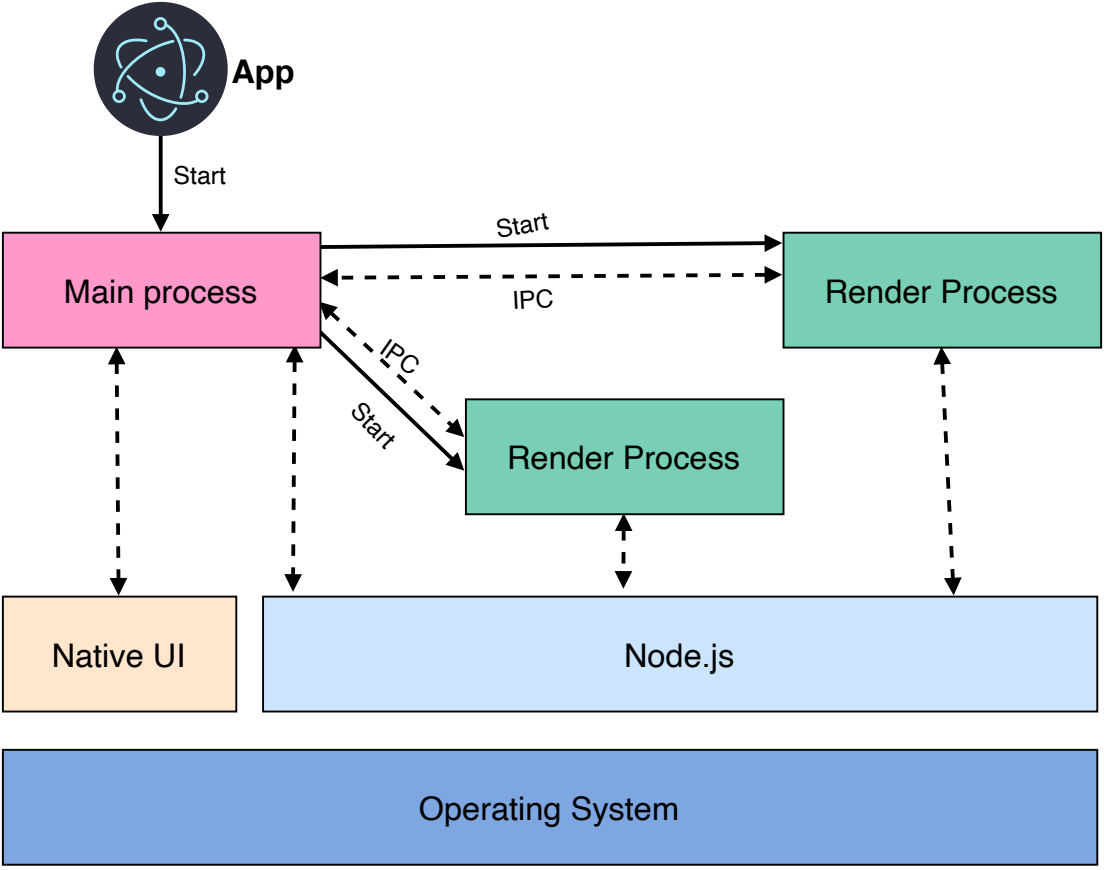 App
Start
Start
Main process
IPC
Render Process
IPC
Start
Render Process
Native UI
Node.js
Operating System